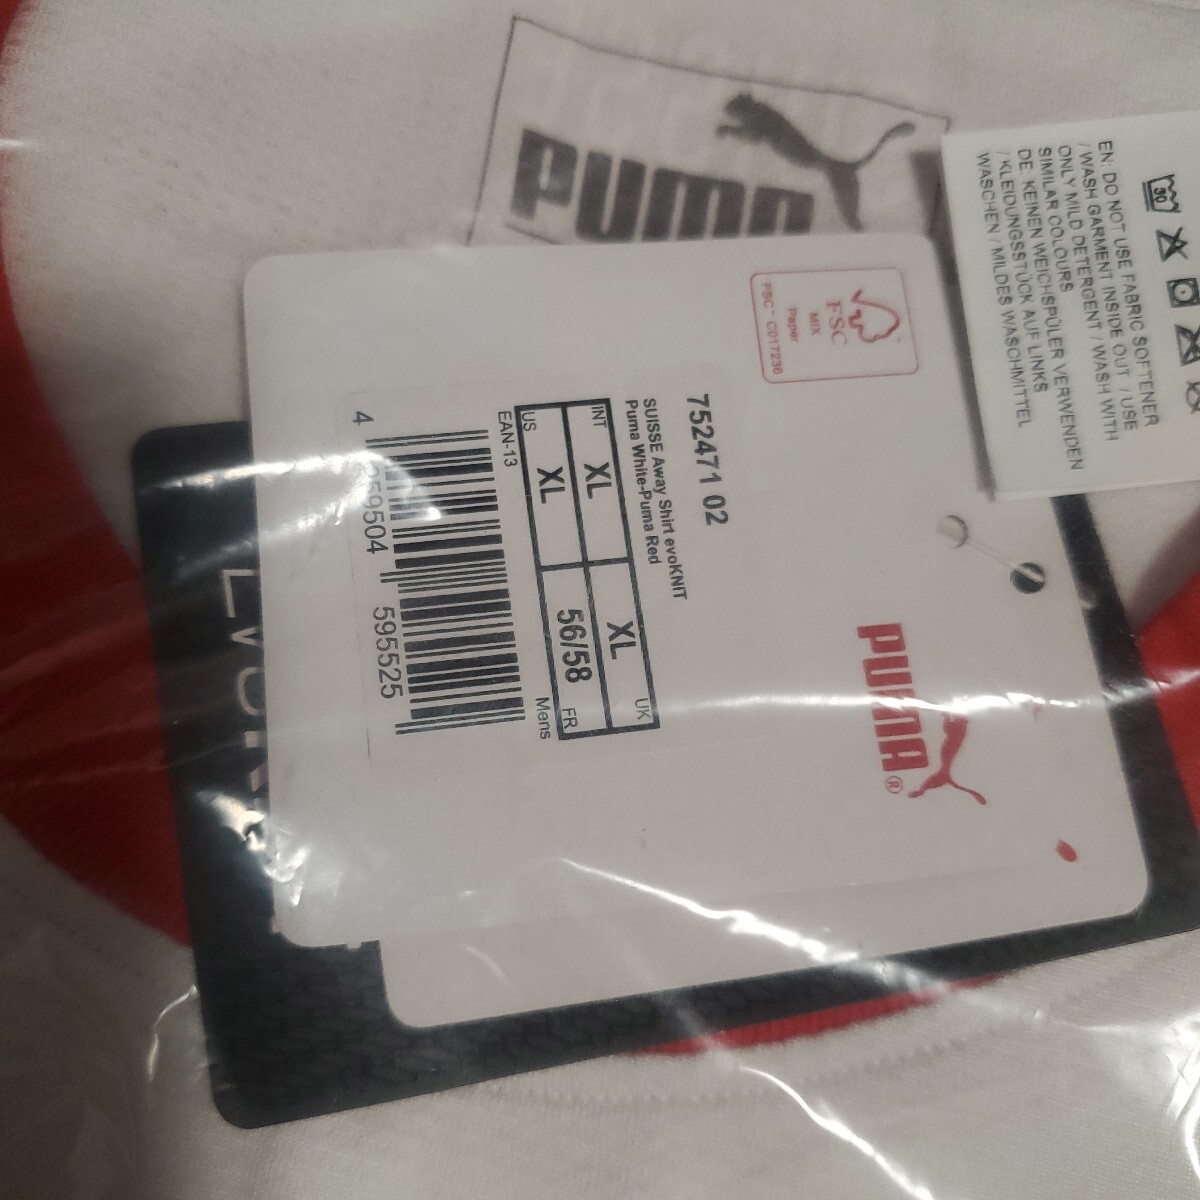 PUMA
EN: DO NOT USE FABRIC SOFTENER
/ WASH GARMENT INSIDE OUT / USE
ONLY MILD DETERGENT / WASH WITH
SIMILAR COLOURS
DE: KEINEN WEICHSPÜLER VERWENDEN
/ KLEIDUNGSSTÜCK AUF LINKS
WASCHEN / MILDES WASCHMITTEL
30
FSC
MIX
Paper
FSC™ C017236
PUMA®
752471 02
SUISSE Away Shirt evoKNIT
Puma White-Puma Red
INT XL XL UK
US XL 56/58 FR
EAN-13 Mens
4 059504 595525